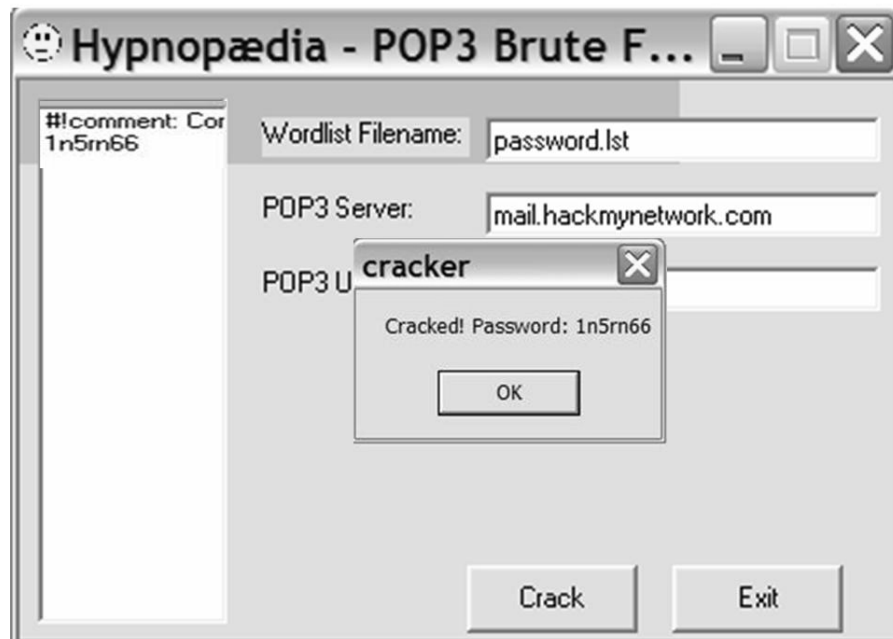 Hypnopædia - POP3 Brute F...
#!comment: Cor
1n5rn66
Wordlist Filename:
password.lst
POP3 Server:
mail.hackmynetwork.com
POP3 U
cracker
Cracked! Password: 1n5rn66
OK
Crack
Exit